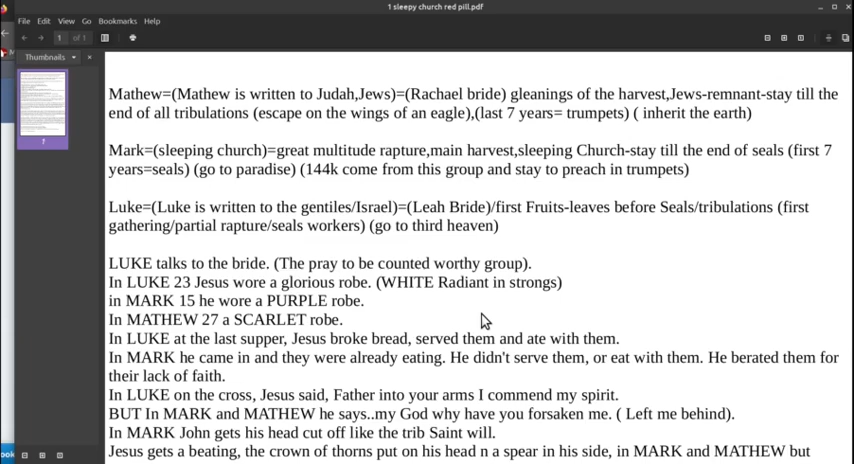 1 sleepy church red pill.pdf
File Edit View Go Bookmarks Help
1 of 1
Thumbnails
Mathew=(Mathew is written to Judah,Jews)=(Rachael bride) gleanings of the harvest,Jews-remnant-stay till the
end of all tribulations (escape on the wings of an eagle),(last 7 years= trumpets) ( inherit the earth)
Mark=(sleeping church)=great multitude rapture,main harvest,sleeping Church-stay till the end of seals (first 7
years=seals) (go to paradise) (144k come from this group and stay to preach in trumpets)
Luke=(Luke is written to the gentiles/Israel)=(Leah Bride)/first Fruits-leaves before Seals/tribulations (first
gathering/partial rapture/seals workers) (go to third heaven)
LUKE talks to the bride. (The pray to be counted worthy group).
In LUKE 23 Jesus wore a glorious robe. (WHITE Radiant in strongs)
in MARK 15 he wore a PURPLE robe.
In MATHEW 27 a SCARLET robe.
In LUKE at the last supper, Jesus broke bread, served them and ate with them.
In MARK he came in and they were already eating. He didn't serve them, or eat with them. He berated them for
their lack of faith.
In LUKE on the cross, Jesus said, Father into your arms I commend my spirit.
BUT In MARK and MATHEW he says..my God why have you forsaken me. ( Left me behind).
In MARK John gets his head cut off like the trib Saint will.
Jesus gets a beating, the crown of thorns put on his head n a spear in his side, in MARK and MATHEW but